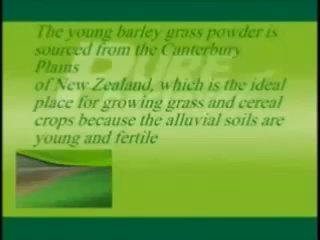 The young barley grass powder is
sourced from the Canterbury
Plains
of New Zealand, which is the ideal
place for growing grass and cereal
crops because the alluvial soils are
young and fertile
PURE